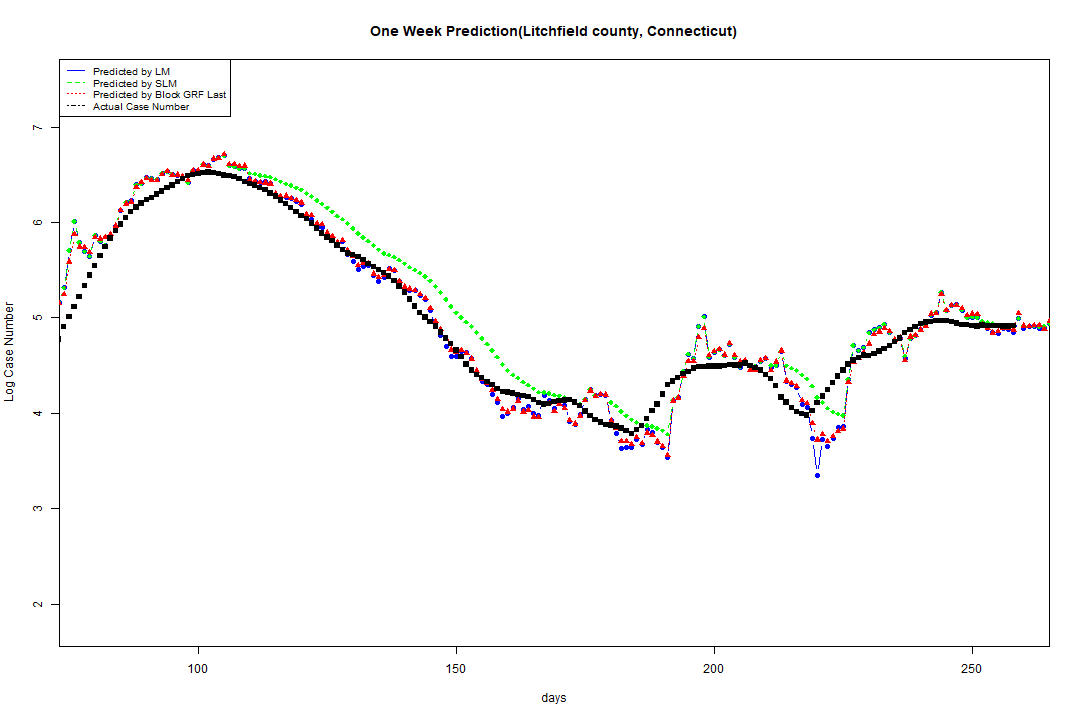 One Week Prediction(Litchfield county, Connecticut)
Predicted by LM
Predicted by SLM
Predicted by Block GRF Last
Actual Case Number
7
6
5
4
3
2
Log Case Number
100 150 200 250
days